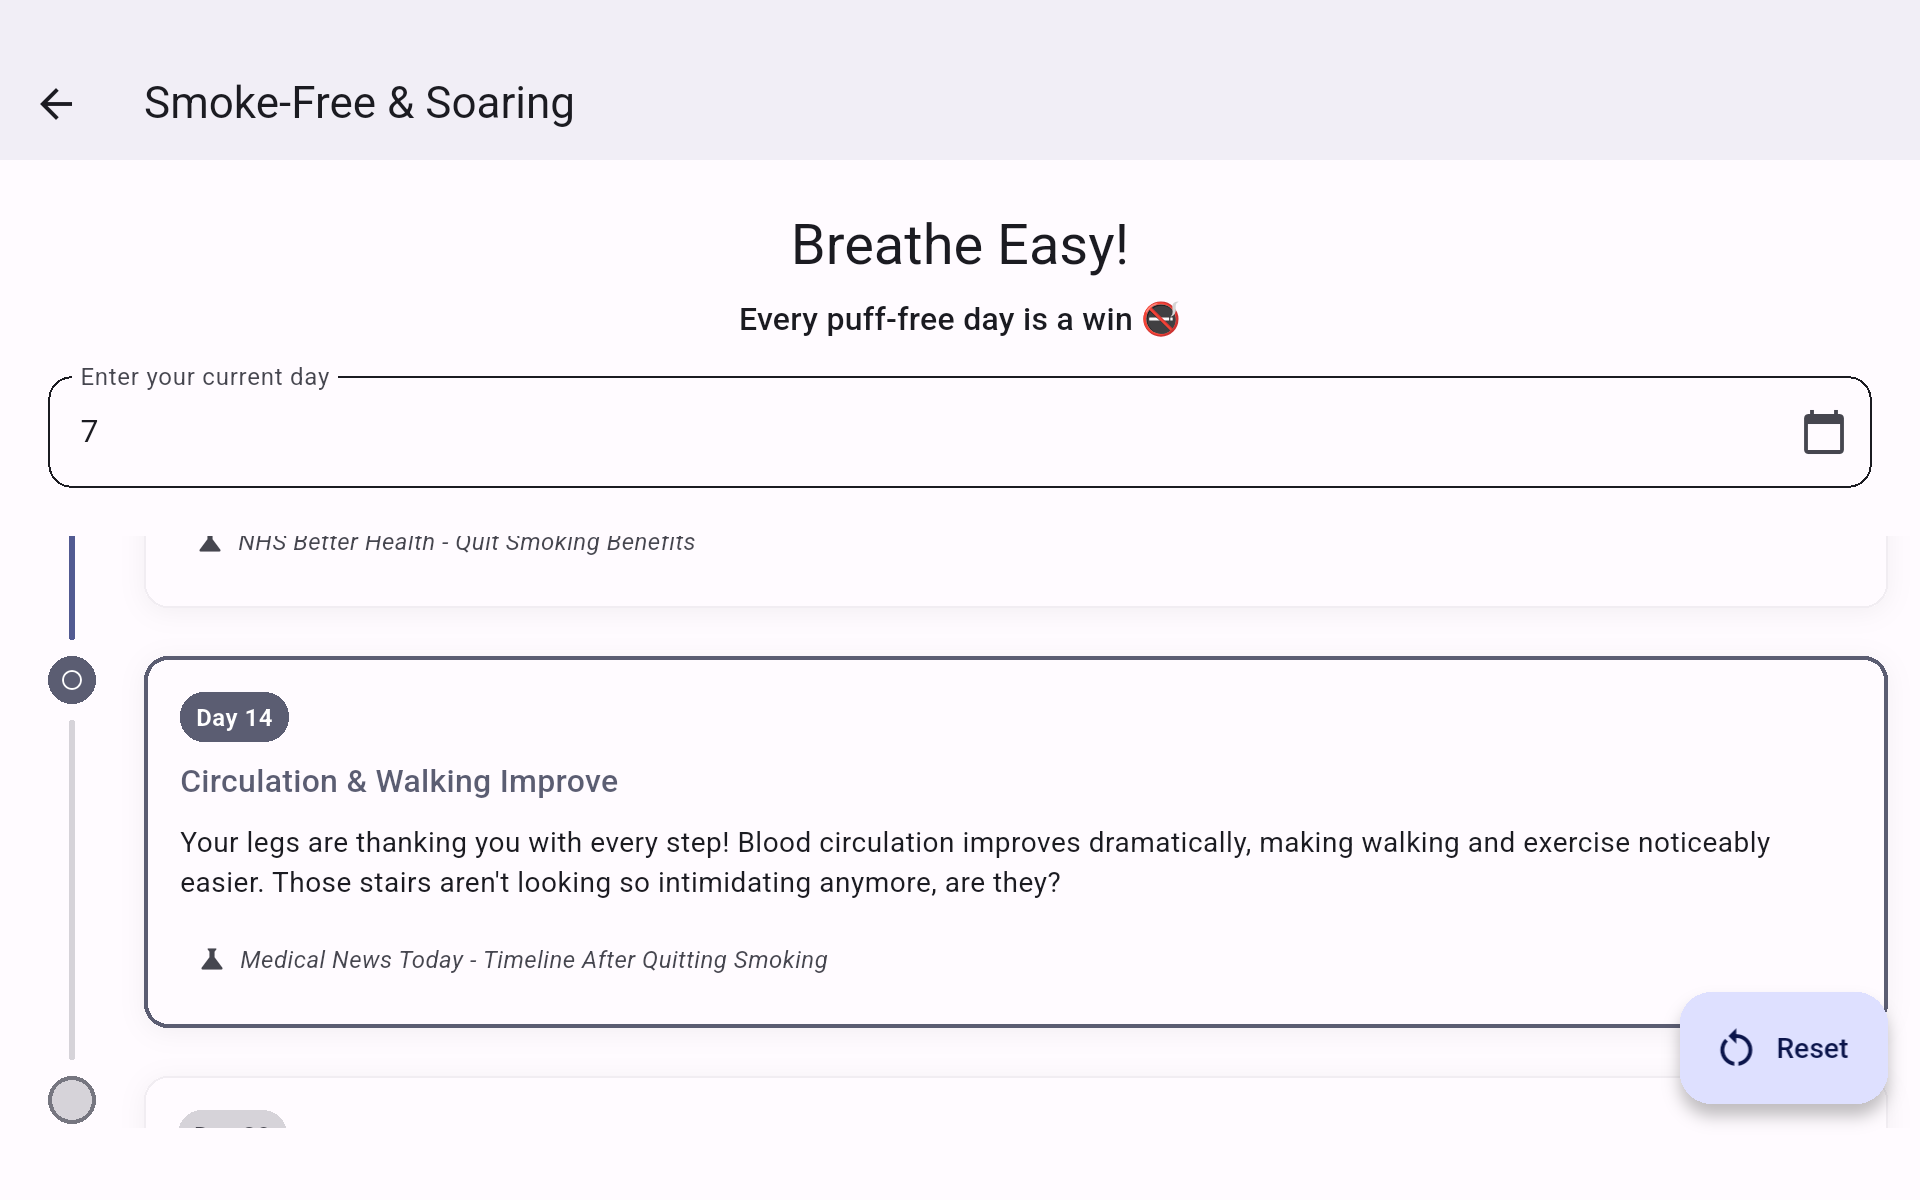 Smoke-Free & Soaring
Breathe Easy!
Every puff-free day is a win
Enter your current day
7
NHS Better Health - Quit Smoking Benefits
Day 14
Circulation & Walking Improve
Your legs are thanking you with every step! Blood circulation improves dramatically, making walking and exercise noticeably
easier. Those stairs aren't looking so intimidating anymore, are they?
Medical News Today - Timeline After Quitting Smoking
Reset